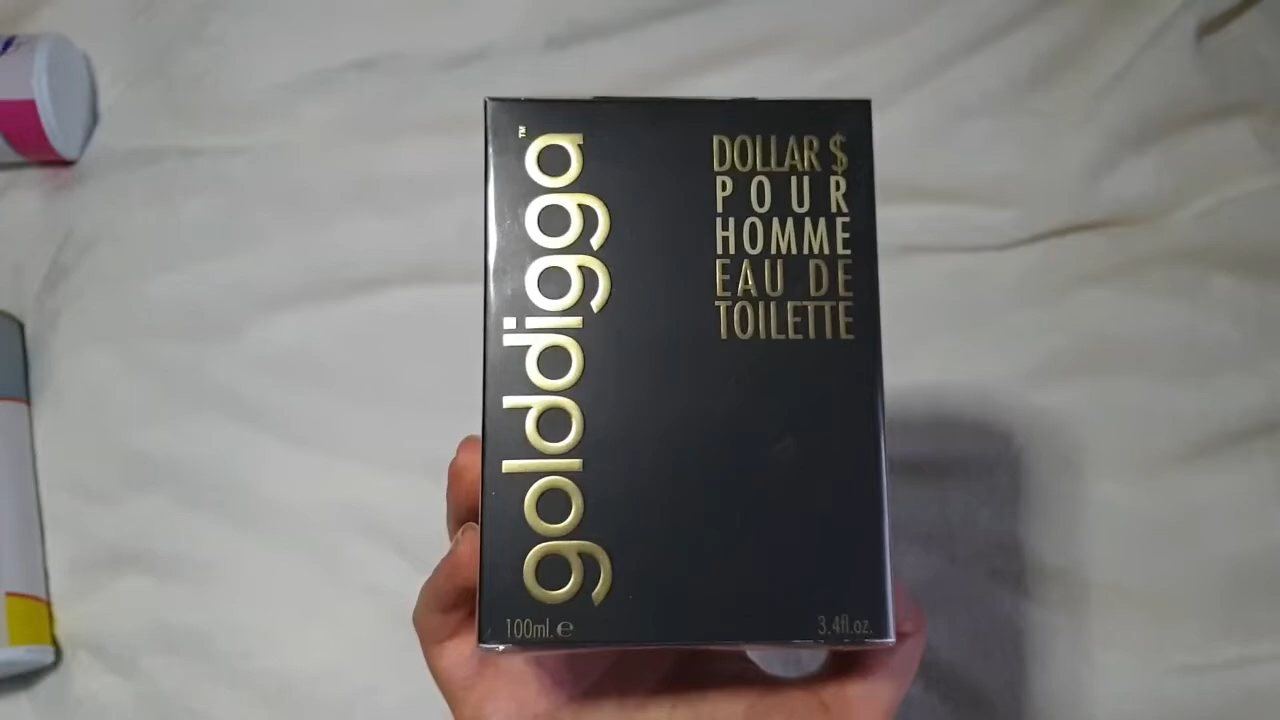 golddigga™
DOLLAR $
POUR
HOMME
EAU DE
TOILETTE
100ml. ℮
3.4fl.oz.